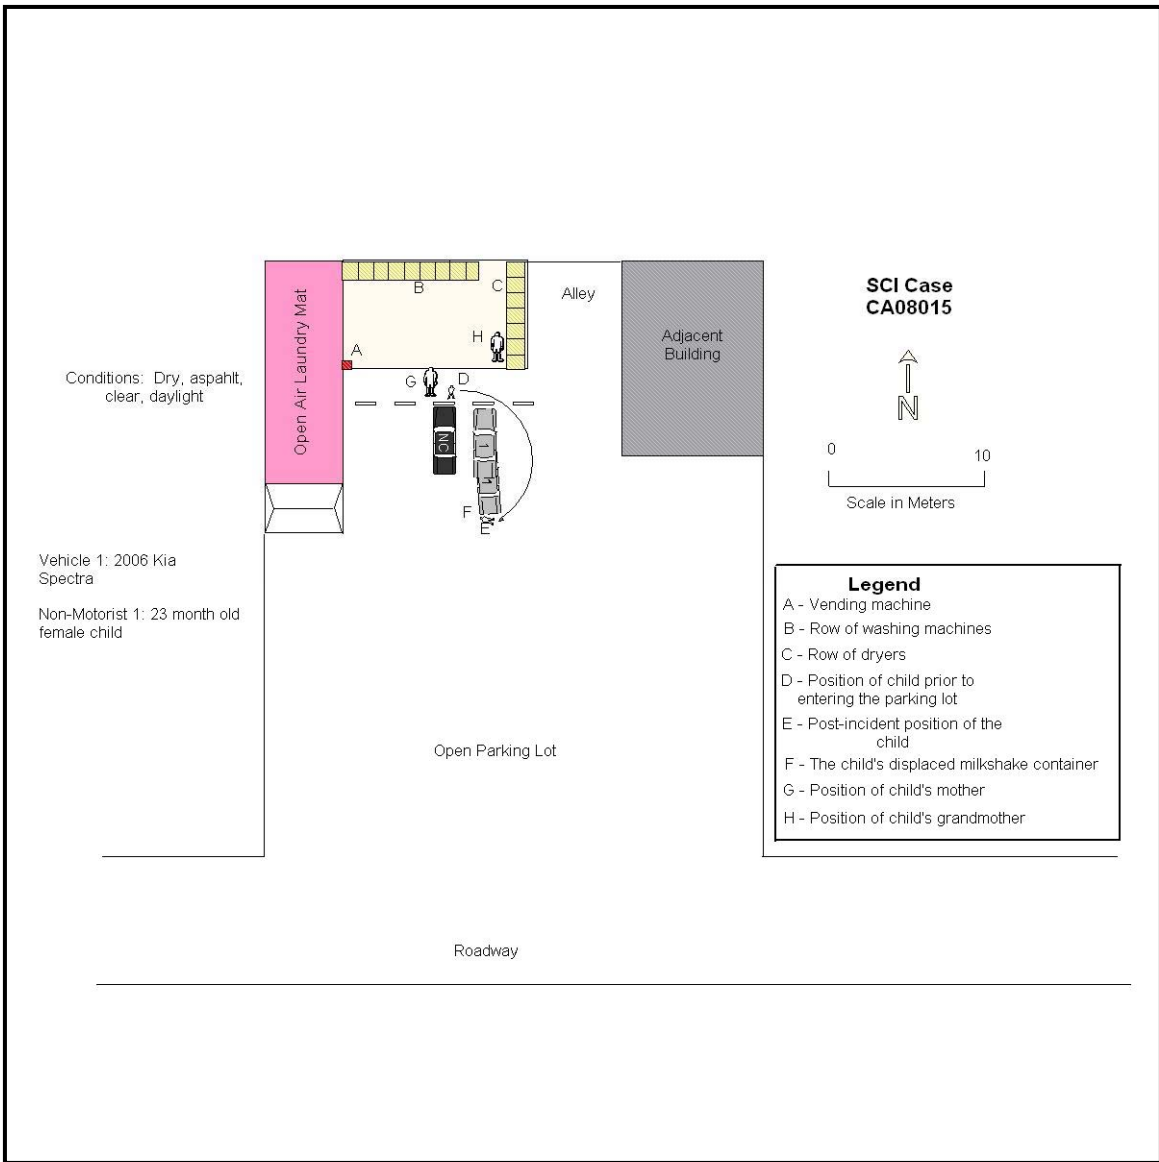 SCI Case
CA08015
N
0 10
Scale in Meters
Alley
Adjacent
Building
Open Air Laundry Mat
A
B
C
H
G
D
NC
1
1
F
E
Conditions: Dry, aspahlt,
clear, daylight
Vehicle 1: 2006 Kia
Spectra
Non-Motorist 1: 23 month old
female child
Legend
A - Vending machine
B - Row of washing machines
C - Row of dryers
D - Position of child prior to
entering the parking lot
E - Post-incident position of the
child
F - The child's displaced milkshake container
G - Position of child's mother
H - Position of child's grandmother
Open Parking Lot
Roadway